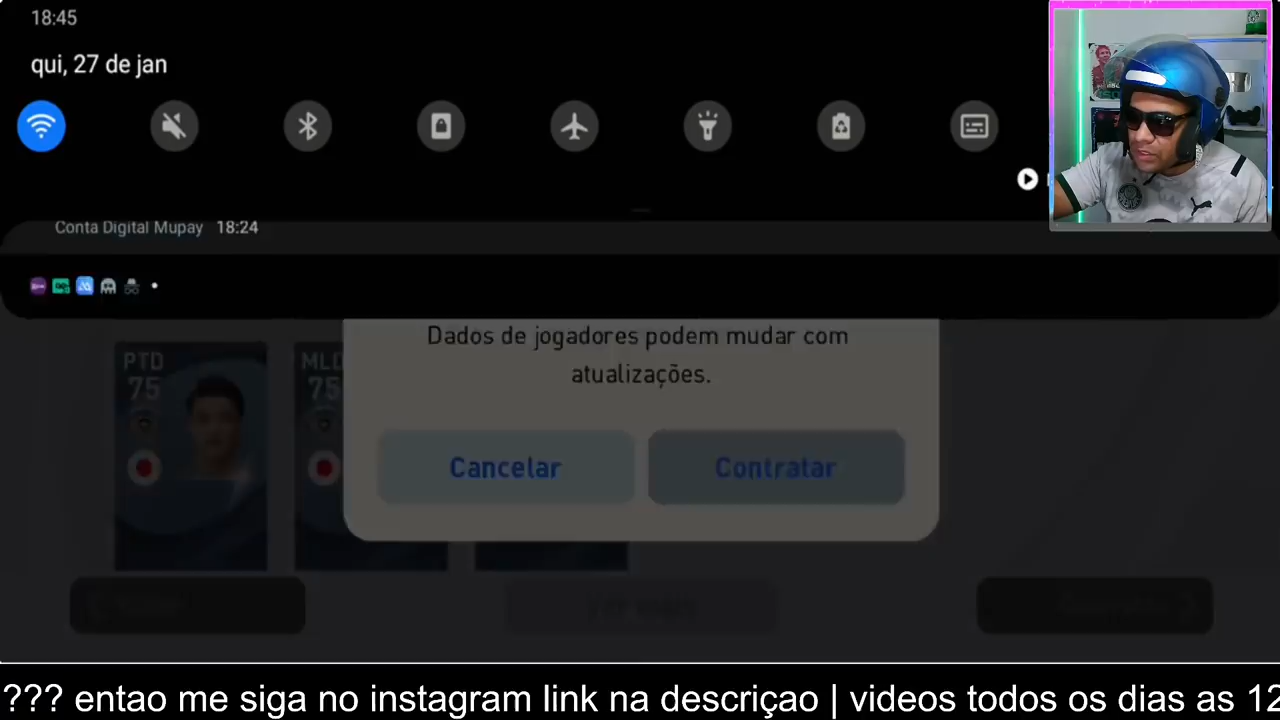 18:45
qui, 27 de jan
Conta Digital Mupay 18:24
Dados de jogadores podem mudar com
atualizações.
PTD
75
MLD
75
Cancelar
Contratar
Ver mais
??? entao me siga no instagram link na descriçao | videos todos os dias as 12